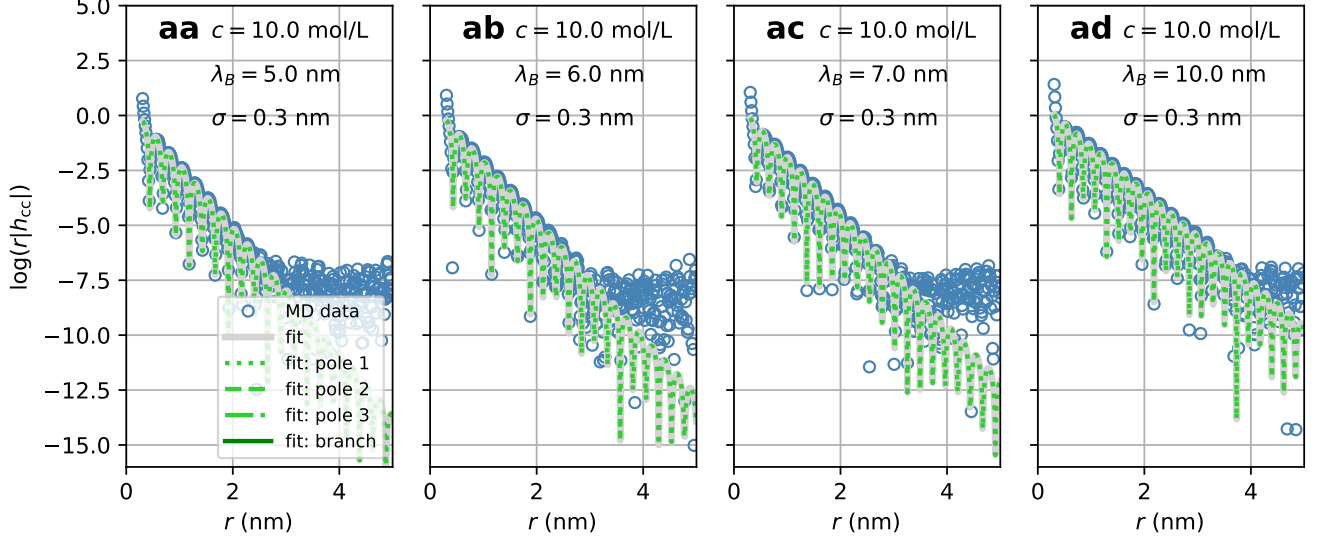 aa c = 10.0 mol/L
λ_B = 5.0 nm
σ = 0.3 nm
ab c = 10.0 mol/L
λ_B = 6.0 nm
σ = 0.3 nm
ac c = 10.0 mol/L
λ_B = 7.0 nm
σ = 0.3 nm
ad c = 10.0 mol/L
λ_B = 10.0 nm
σ = 0.3 nm
log(r|h_cc|)
5.0
2.5
0.0
−2.5
−5.0
−7.5
−10.0
−12.5
−15.0
MD data
fit
fit: pole 1
fit: pole 2
fit: pole 3
fit: branch
0 2 4
0 2 4
0 2 4
0 2 4
r (nm)
r (nm)
r (nm)
r (nm)